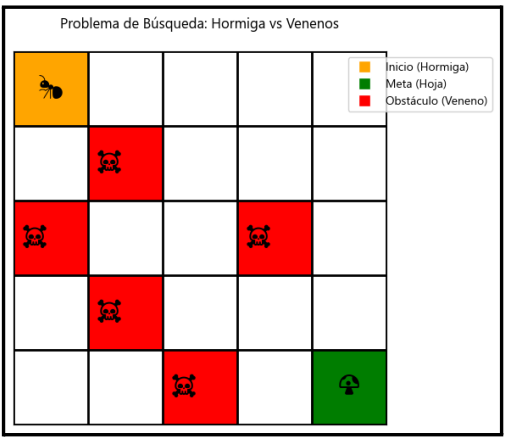 Problema de Búsqueda: Hormiga vs Venenos
Inicio (Hormiga)
Meta (Hoja)
Obstáculo (Veneno)